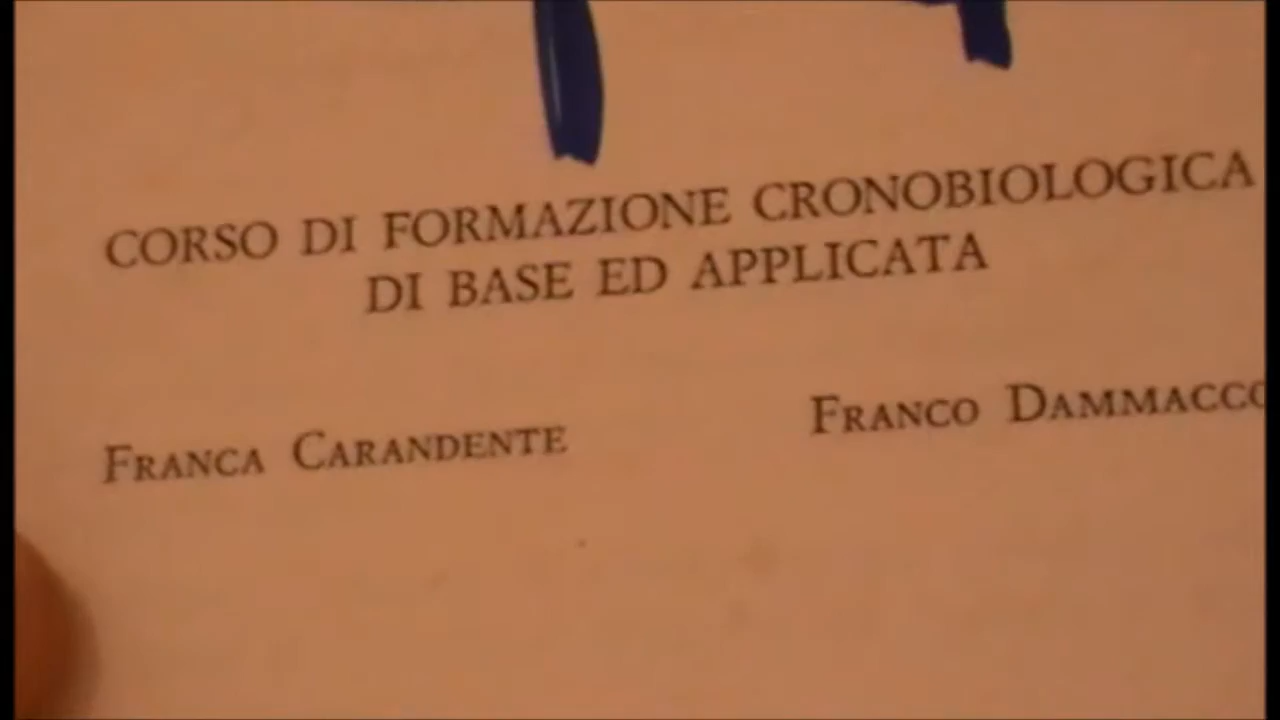 CORSO DI FORMAZIONE CRONOBIOLOGICA
DI BASE ED APPLICATA
FRANCA CARANDENTE
FRANCO DAMMACCO